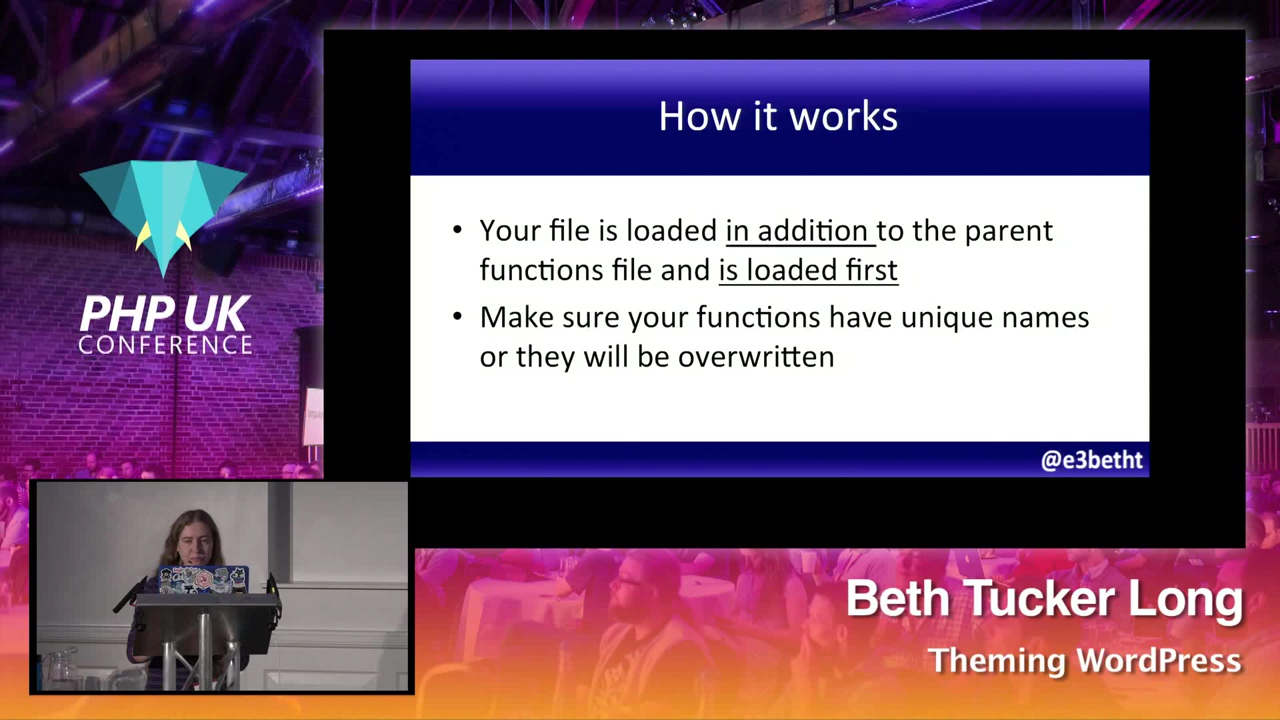 How it works
• Your file is loaded in addition to the parent
functions file and is loaded first
• Make sure your functions have unique names
or they will be overwritten
@e3betht
PHP UK
CONFERENCE
Beth Tucker Long
Theming WordPress